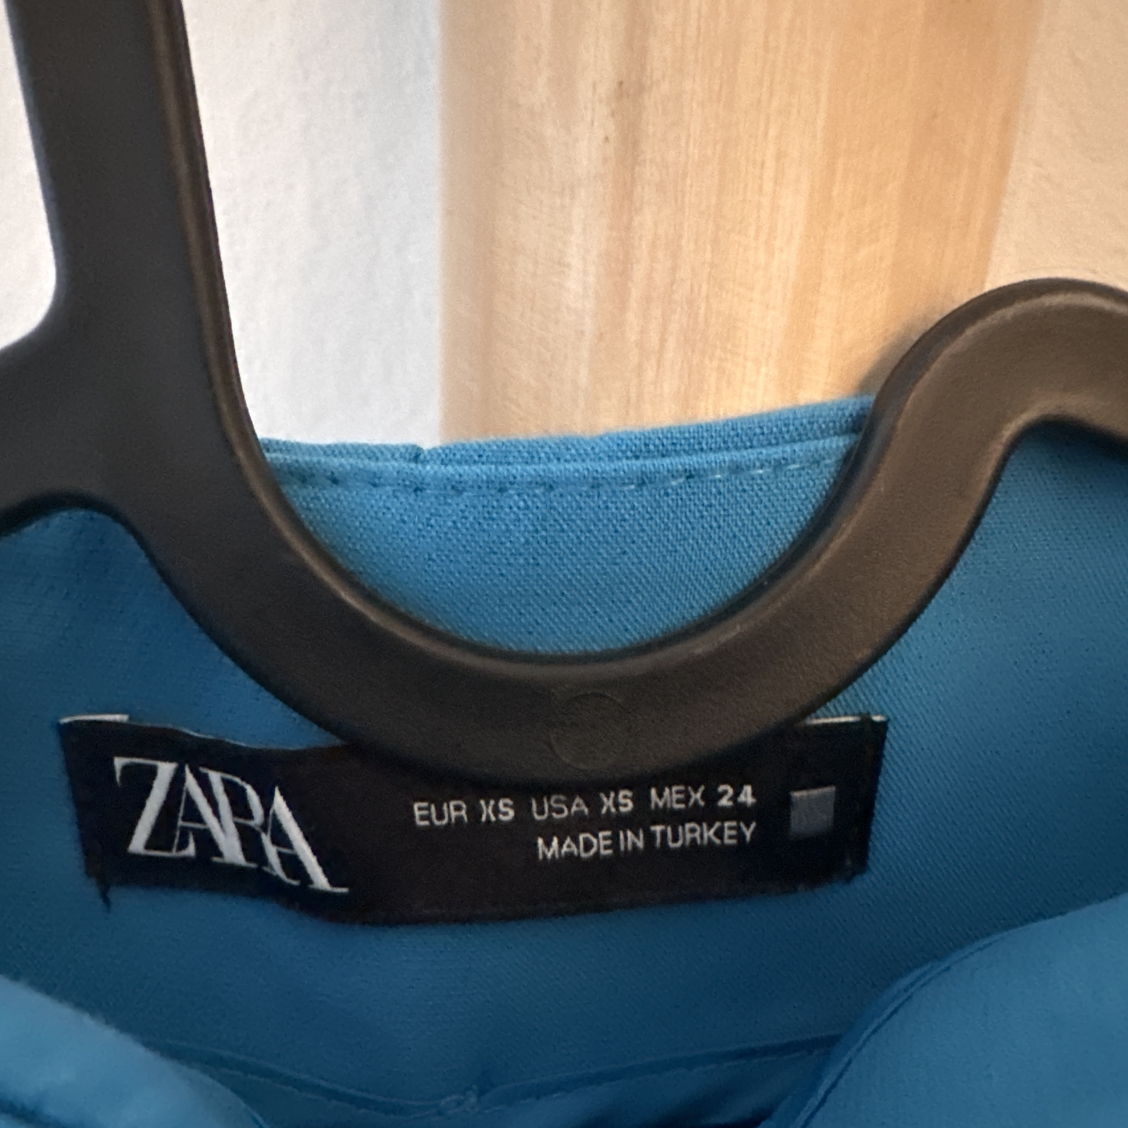 ZARA
EUR XS USA XS MEX 24
MADE IN TURKEY